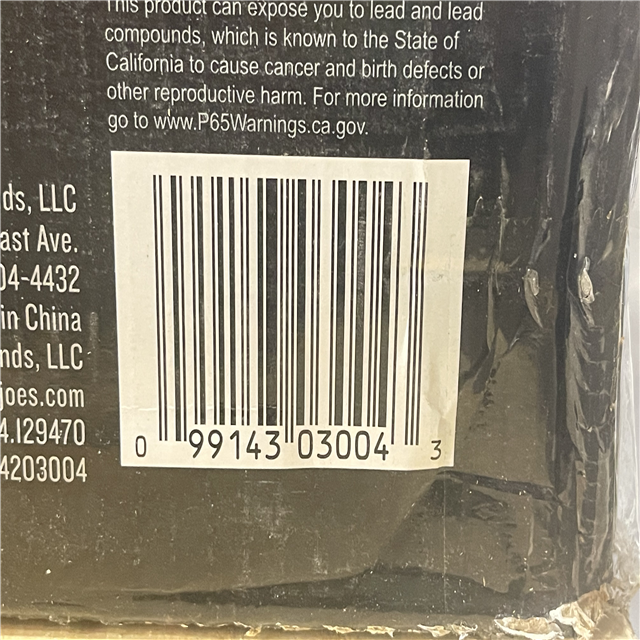 This product can expose you to lead and lead
compounds, which is known to the State of
California to cause cancer and birth defects or
other reproductive harm. For more information
go to www.P65Warnings.ca.gov.
ds, LLC
ast Ave.
04-4432
in China
nds, LLC
joes.com
4.129470
4203004
0 99143 03004 3